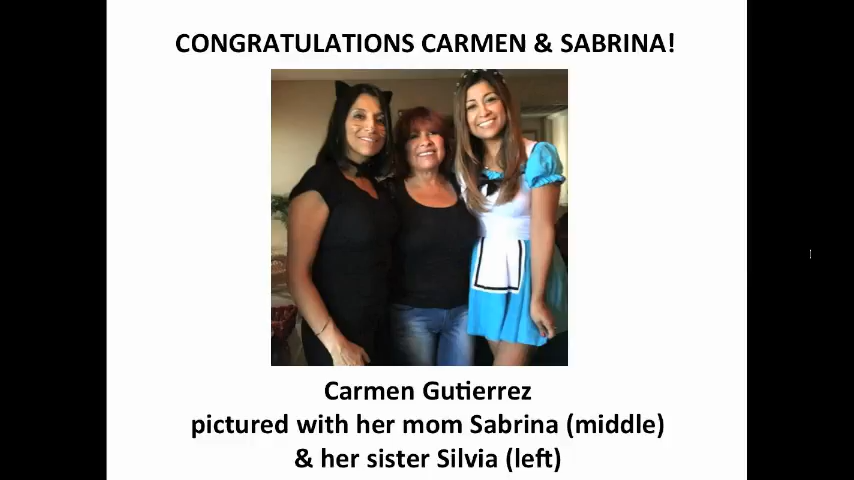 CONGRATULATIONS CARMEN & SABRINA!
Carmen Gutierrez
pictured with her mom Sabrina (middle)
& her sister Silvia (left)